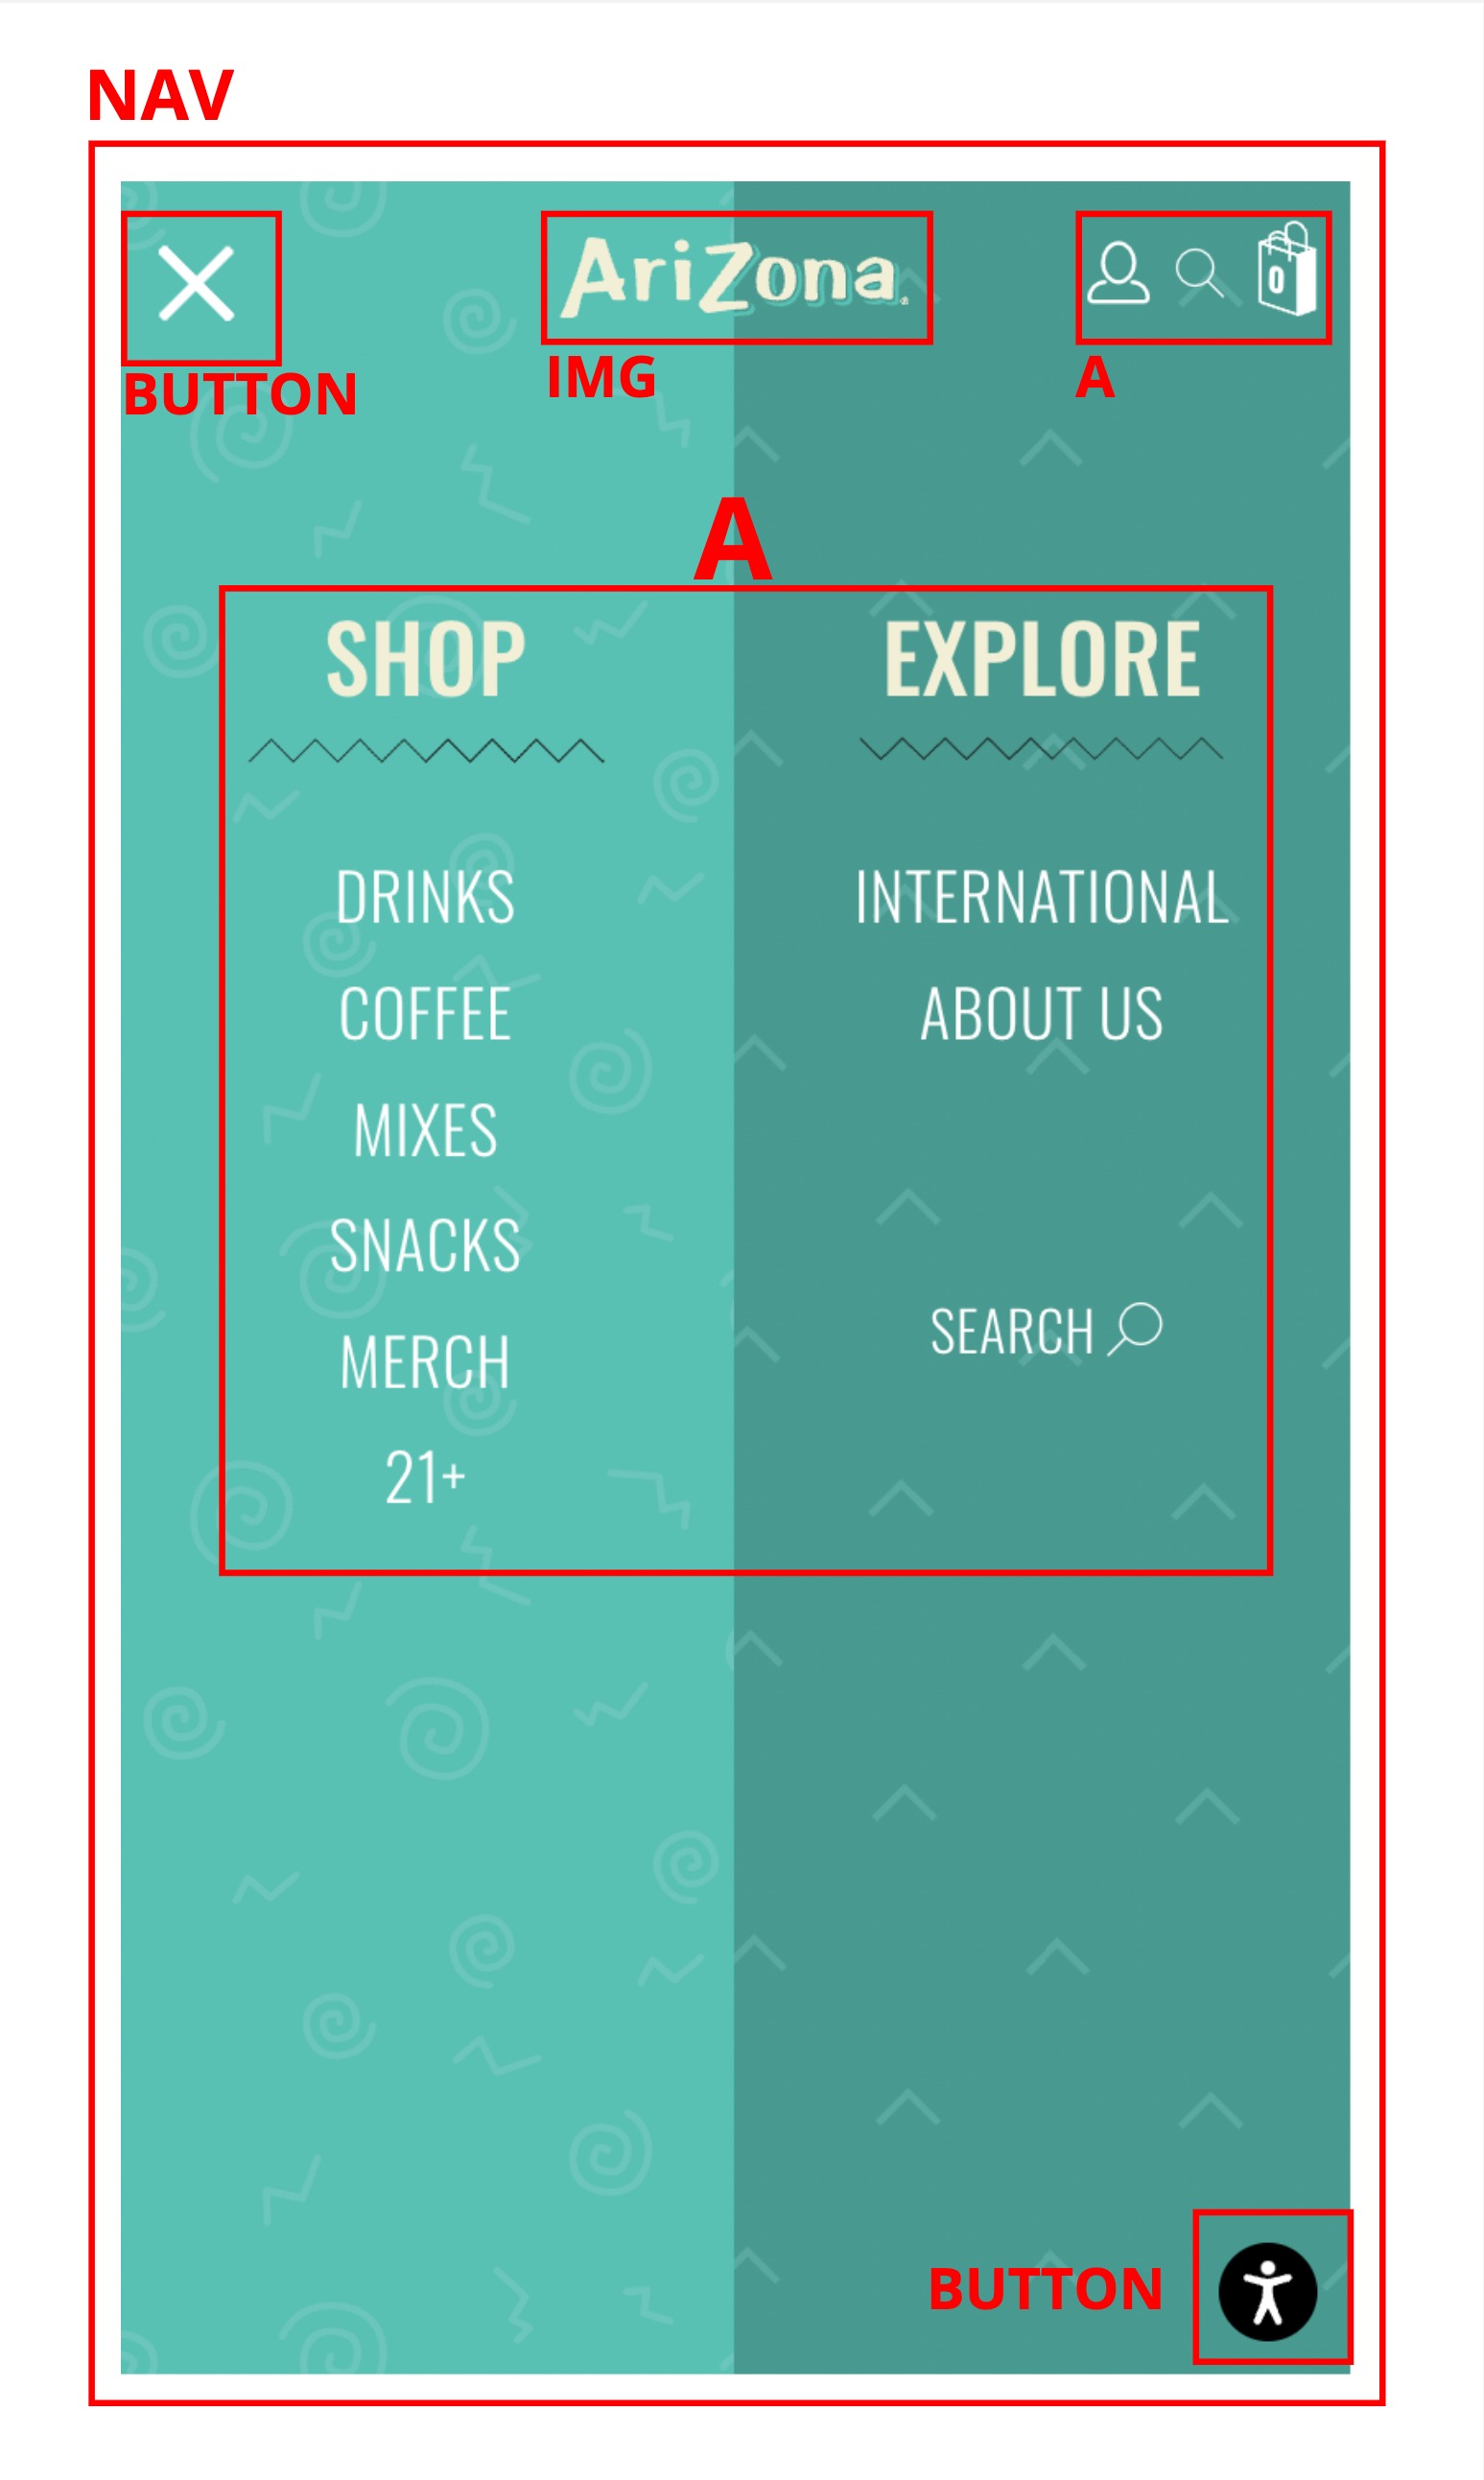 NAV
AriZona
0
BUTTON
IMG
A
A
SHOP
EXPLORE
DRINKS
INTERNATIONAL
COFFEE
ABOUT US
MIXES
SNACKS
SEARCH
MERCH
21+
BUTTON